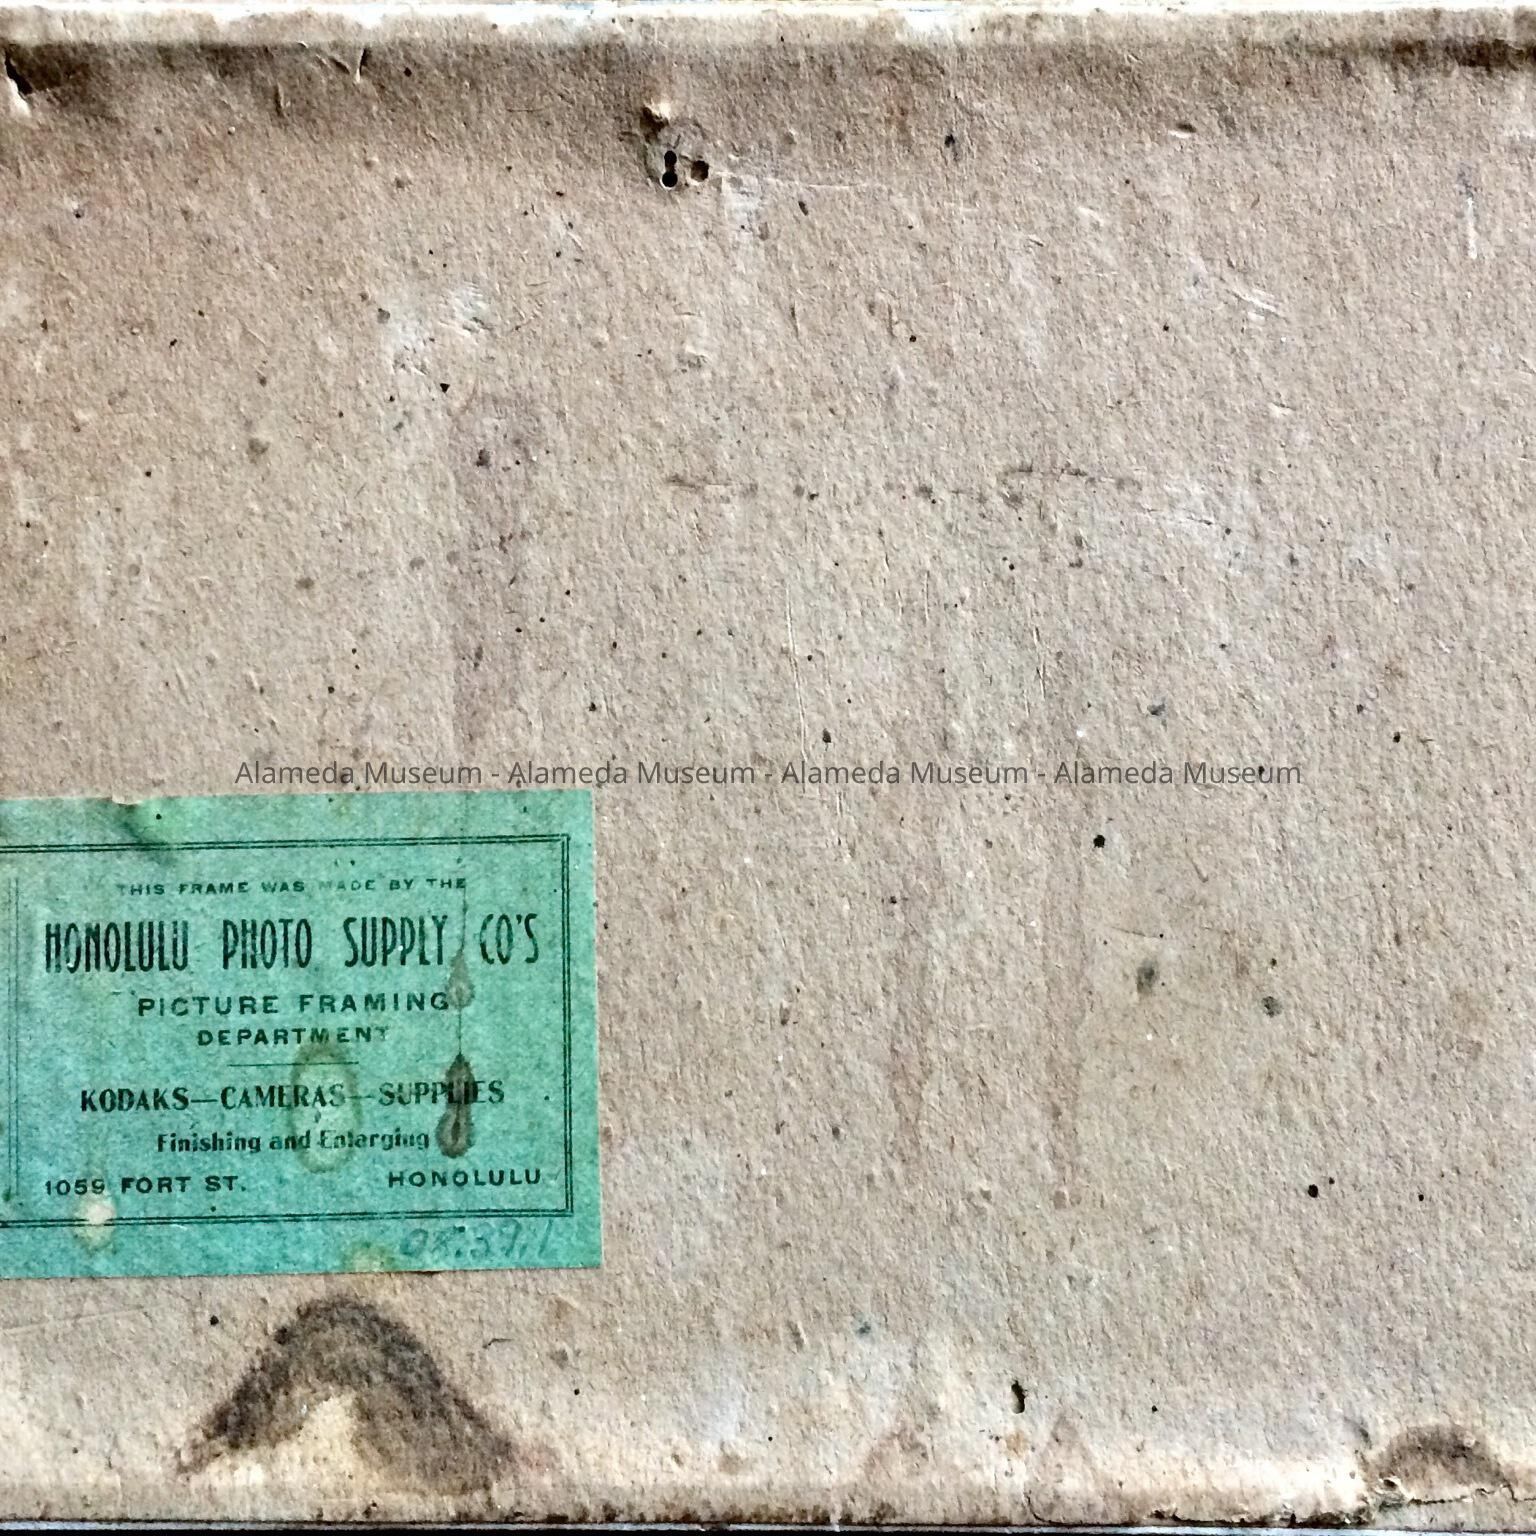 Alameda Museum - Alameda Museum - Alameda Museum - Alameda Museum
THIS FRAME WAS MADE BY THE
HONOLULU PHOTO SUPPLY CO'S
PICTURE FRAMING
DEPARTMENT
KODAKS—CAMERAS—SUPPLIES
Finishing and Enlarging
1059 FORT ST. HONOLULU